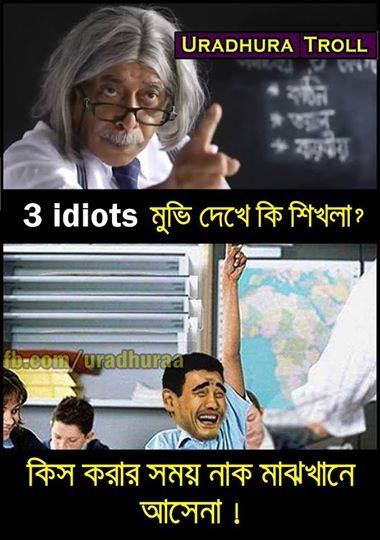 URADHURA TROLL
3 idiots মুভি দেখে কি শিখলা?
fb.com/uradhuraa
কিস করার সময় নাক মাঝখানে
আসেনা !